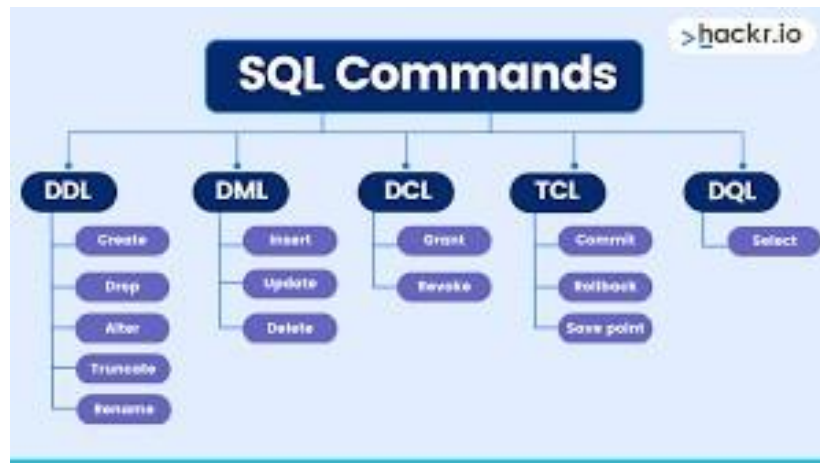 >hackr.io
SQL Commands
DDL
Create
Drop
Alter
Truncate
Rename
DML
Insert
Update
Delete
DCL
Grant
Revoke
TCL
Commit
Rollback
Save point
DQL
Select